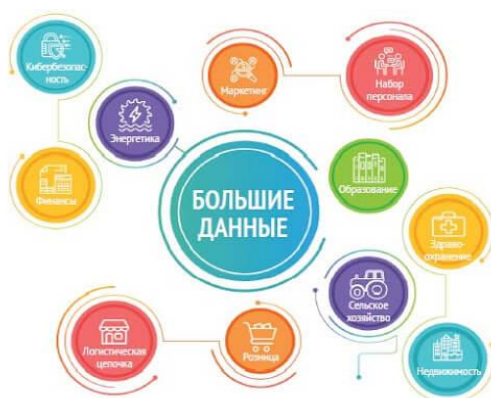 Кибербезопас-
ность
Маркетинг
Набор
персонала
Энергетика
Финансы
БОЛЬШИЕ
ДАННЫЕ
Образование
Здраво-
охранение
Сельское
хозяйство
Логистическая
цепочка
Розница
Недвижимость